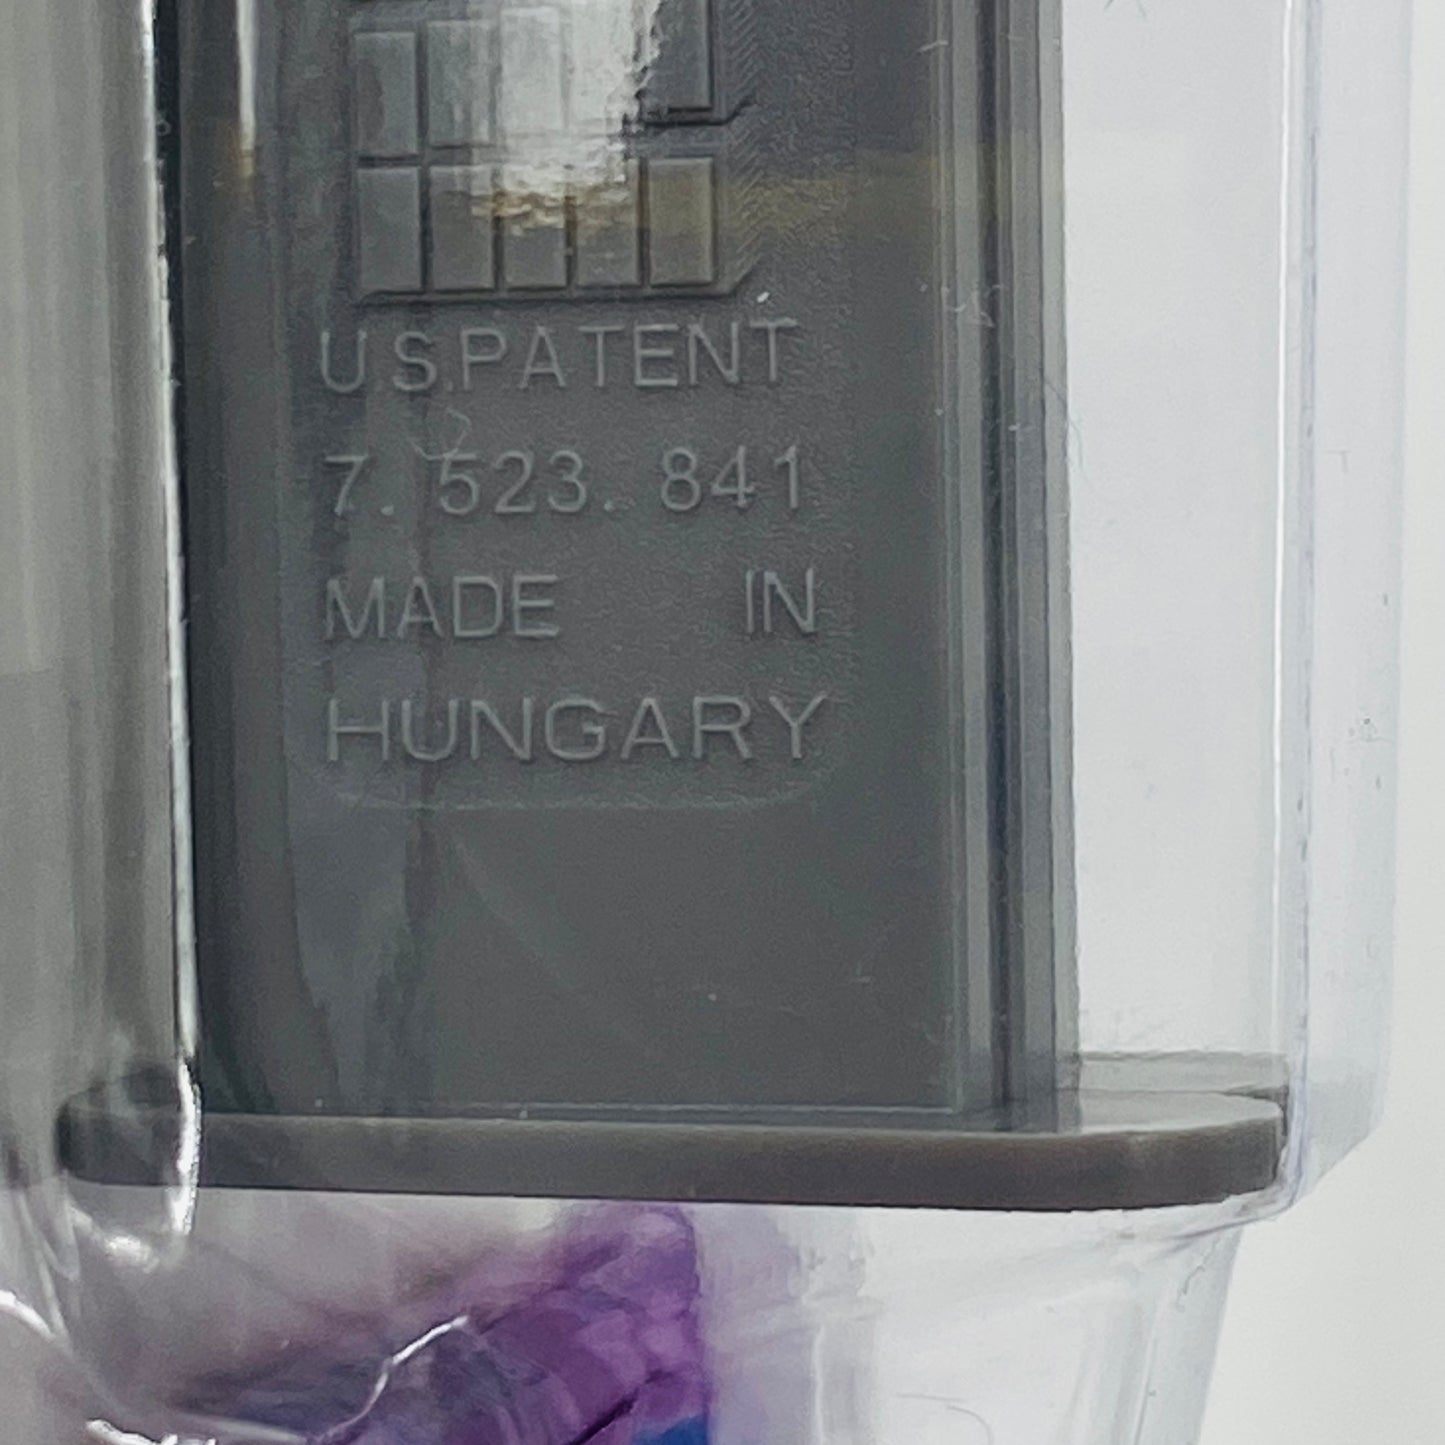 U.S.PATENT
7. 523. 841
MADE IN
HUNGARY